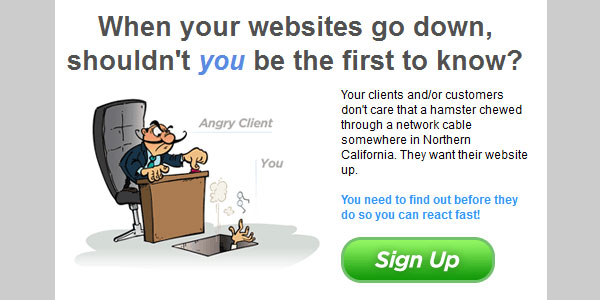 When your websites go down,
shouldn't you be the first to know?
Angry Client
You
Your clients and/or customers
don't care that a hamster chewed
through a network cable
somewhere in Northern
California. They want their website
up.
You need to find out before they
do so you can react fast!
Sign Up